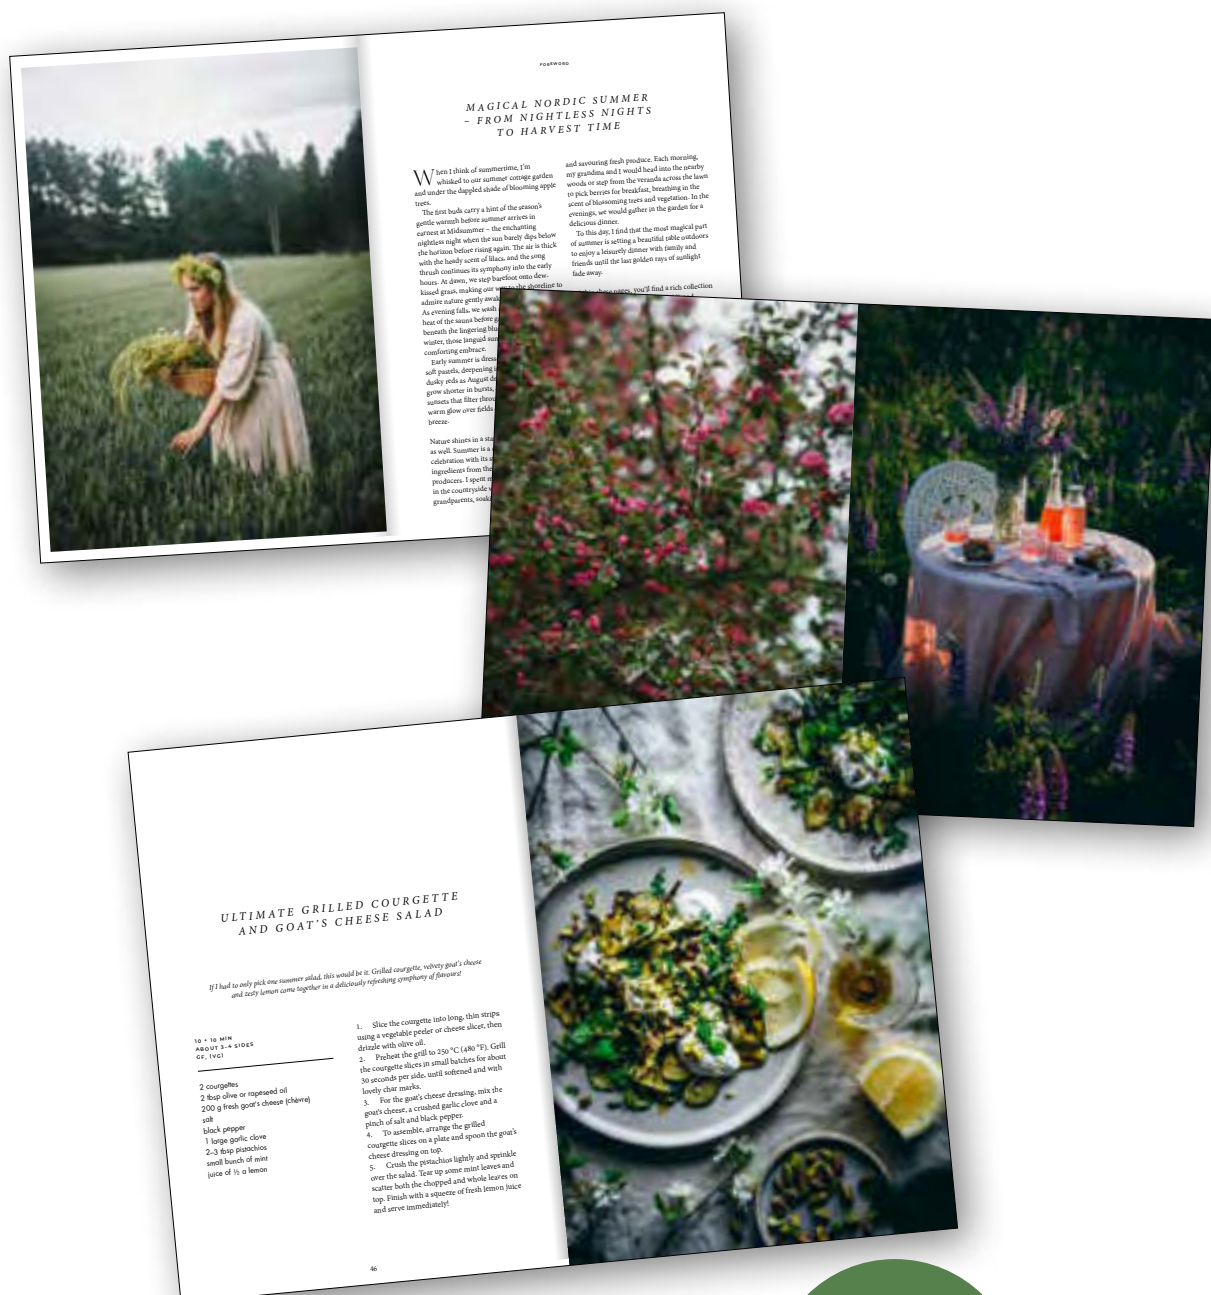 FOREWORD
MAGICAL NORDIC SUMMER
– FROM NIGHTLESS NIGHTS
TO HARVEST TIME
When I think of summertime, I'm
whisked to our summer cottage garden
and under the dappled shade of blooming apple
trees.
The first buds carry a hint of the season's
gentle warmth before summer arrives in
earnest at Midsummer – the enchanting
nightless night when the sun barely dips below
the horizon before rising again. The air is thick
with the heady scent of lilacs, and the song
thrush continues its symphony into the early
hours. At dawn, we step barefoot onto dew-
kissed grass, making our way to the shoreline to
admire nature gently
As evening falls, we wash
heat of the sauna before
beneath the lingering
winter, those languid
comforting embrace.
Early summer is
soft pastels, deepening
dusky reds as August
grow shorter in bursts,
sunsets that filter
warm glow over fields
breeze.
Nature shines in a
as well. Summer is a
celebration with its
ingredients from the
producers. I spent
in the countryside
grandparents,
and savouring fresh produce. Each morning,
my grandma and I would head into the nearby
woods or step from the veranda across the lawn
to pick berries for breakfast, breathing in the
scent of blossoming trees and vegetation. In the
evenings, we would gather in the garden for a
delicious dinner.
To this day, I find that the most magical part
of summer is setting a beautiful table outdoors
to enjoy a leisurely dinner with family and
friends until the last golden rays of sunlight
fade away.
these pages, you'll find a rich collection
ULTIMATE GRILLED COURGETTE
AND GOAT'S CHEESE SALAD
If I had to only pick one summer salad, this would be it. Grilled courgette, velvety goat's cheese
and zesty lemon come together in a deliciously refreshing symphony of flavours!
10 + 10 MIN
ABOUT 3–4 SIDES
GF, (VG)
2 courgettes
2 tbsp olive or rapeseed oil
200 g fresh goat's cheese (chèvre)
salt
black pepper
1 large garlic clove
2–3 tbsp pistachios
small bunch of mint
juice of ½ a lemon
1. Slice the courgette into long, thin strips
using a vegetable peeler or cheese slicer, then
drizzle with olive oil.
2. Preheat the grill to 250 °C (480 °F). Grill
the courgette slices in small batches for about
30 seconds per side, until softened and with
lovely char marks.
3. For the goat's cheese dressing, mix the
goat's cheese, a crushed garlic clove and a
pinch of salt and black pepper.
4. To assemble, arrange the grilled
courgette slices on a plate and spoon the goat's
cheese dressing on top.
5. Crush the pistachios lightly and sprinkle
over the salad. Tear up some mint leaves and
scatter both the chopped and whole leaves on
top. Finish with a squeeze of fresh lemon juice
and serve immediately!
46